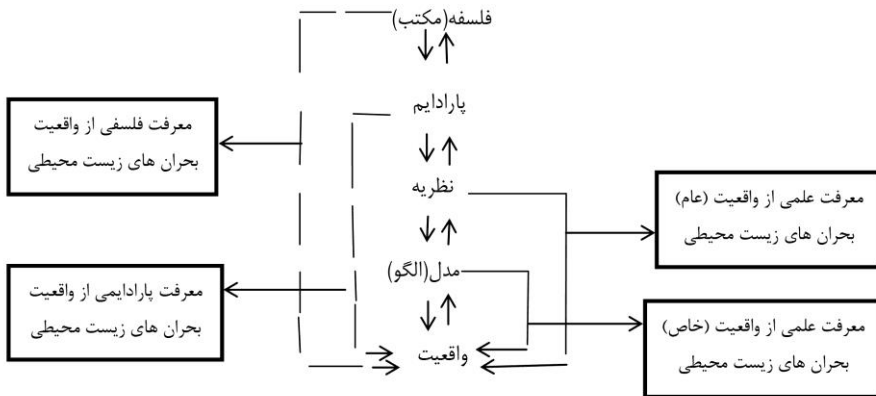 فلسفه(مکتب)
پارادایم
نظریه
مدل(الگو)
واقعیت
معرفت علمی از واقعیت (عام)
بحران های زیست محیطی
معرفت علمی از واقعیت (خاص)
بحران های زیست محیطی
معرفت فلسفی از واقعیت
بحران های زیست محیطی
معرفت پارادایمی از واقعیت
بحران های زیست محیطی